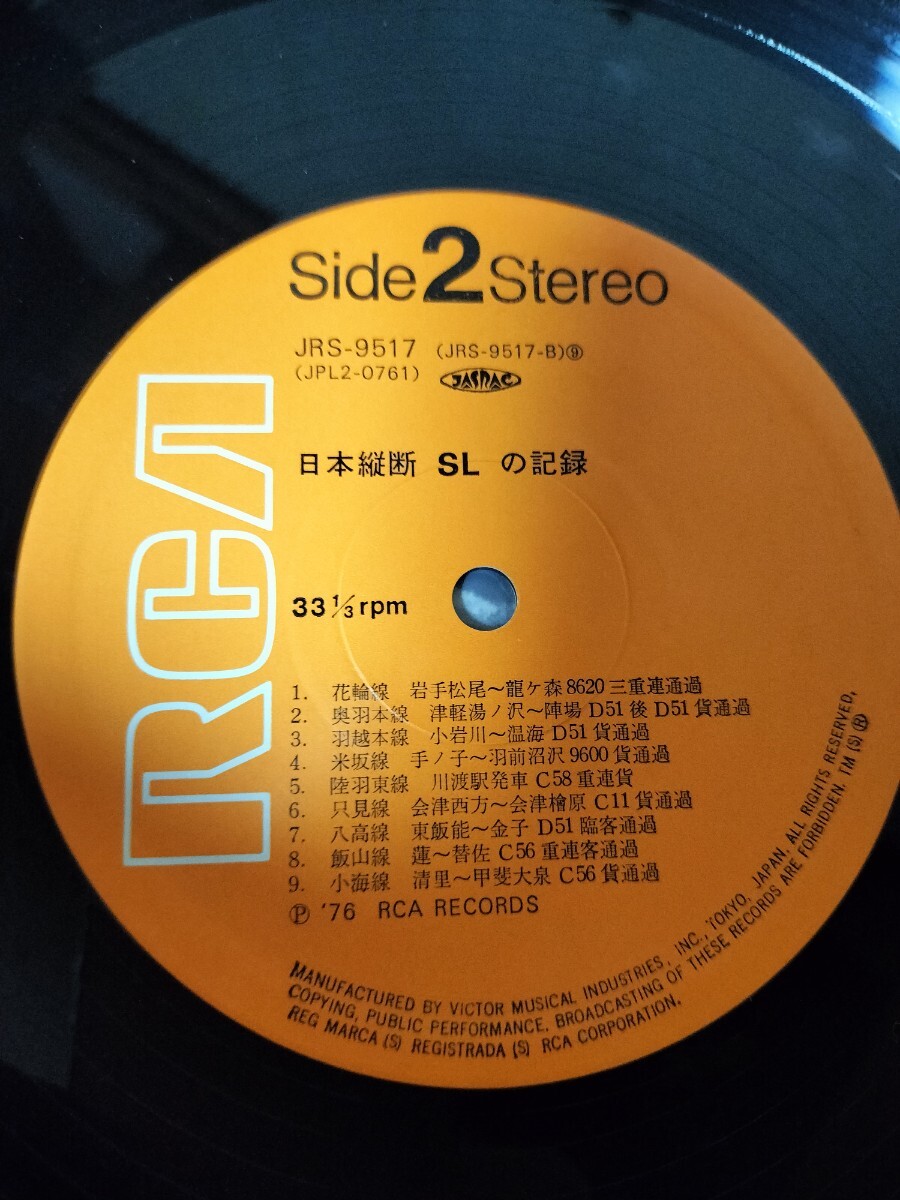 Side 2 Stereo
JRS-9517 (JRS-9517-B)⑨
(JPL2-0761) JASRAC
RCA
日本縦断 SL の記録
33 1/3 rpm
1. 花輪線 岩手松尾〜龍ケ森 8620 三重連通過
2. 奥羽本線 津軽湯ノ沢〜陣場 D51 後 D51 貨通過
3. 羽越本線 小岩川〜温海 D51 貨通過
4. 米坂線 手ノ子〜羽前沼沢 9600 貨通過
5. 陸羽東線 川渡駅発車 C58 重連貨
6. 只見線 会津西方〜会津檜原 C11 貨通過
7. 八高線 東飯能〜金子 D51 臨客通過
8. 飯山線 蓮〜替佐 C56 重連客通過
9. 小海線 清里〜甲斐大泉 C56 貨通過
Ⓟ '76 RCA RECORDS
MANUFACTURED BY VICTOR MUSICAL INDUSTRIES, INC., TOKYO, JAPAN. ALL RIGHTS RESERVED,
COPYING, PUBLIC PERFORMANCE, BROADCASTING OF THESE RECORDS ARE FORBIDDEN. TM (S) ®
REG MARCA (S) REGISTRADA (S) RCA CORPORATION.